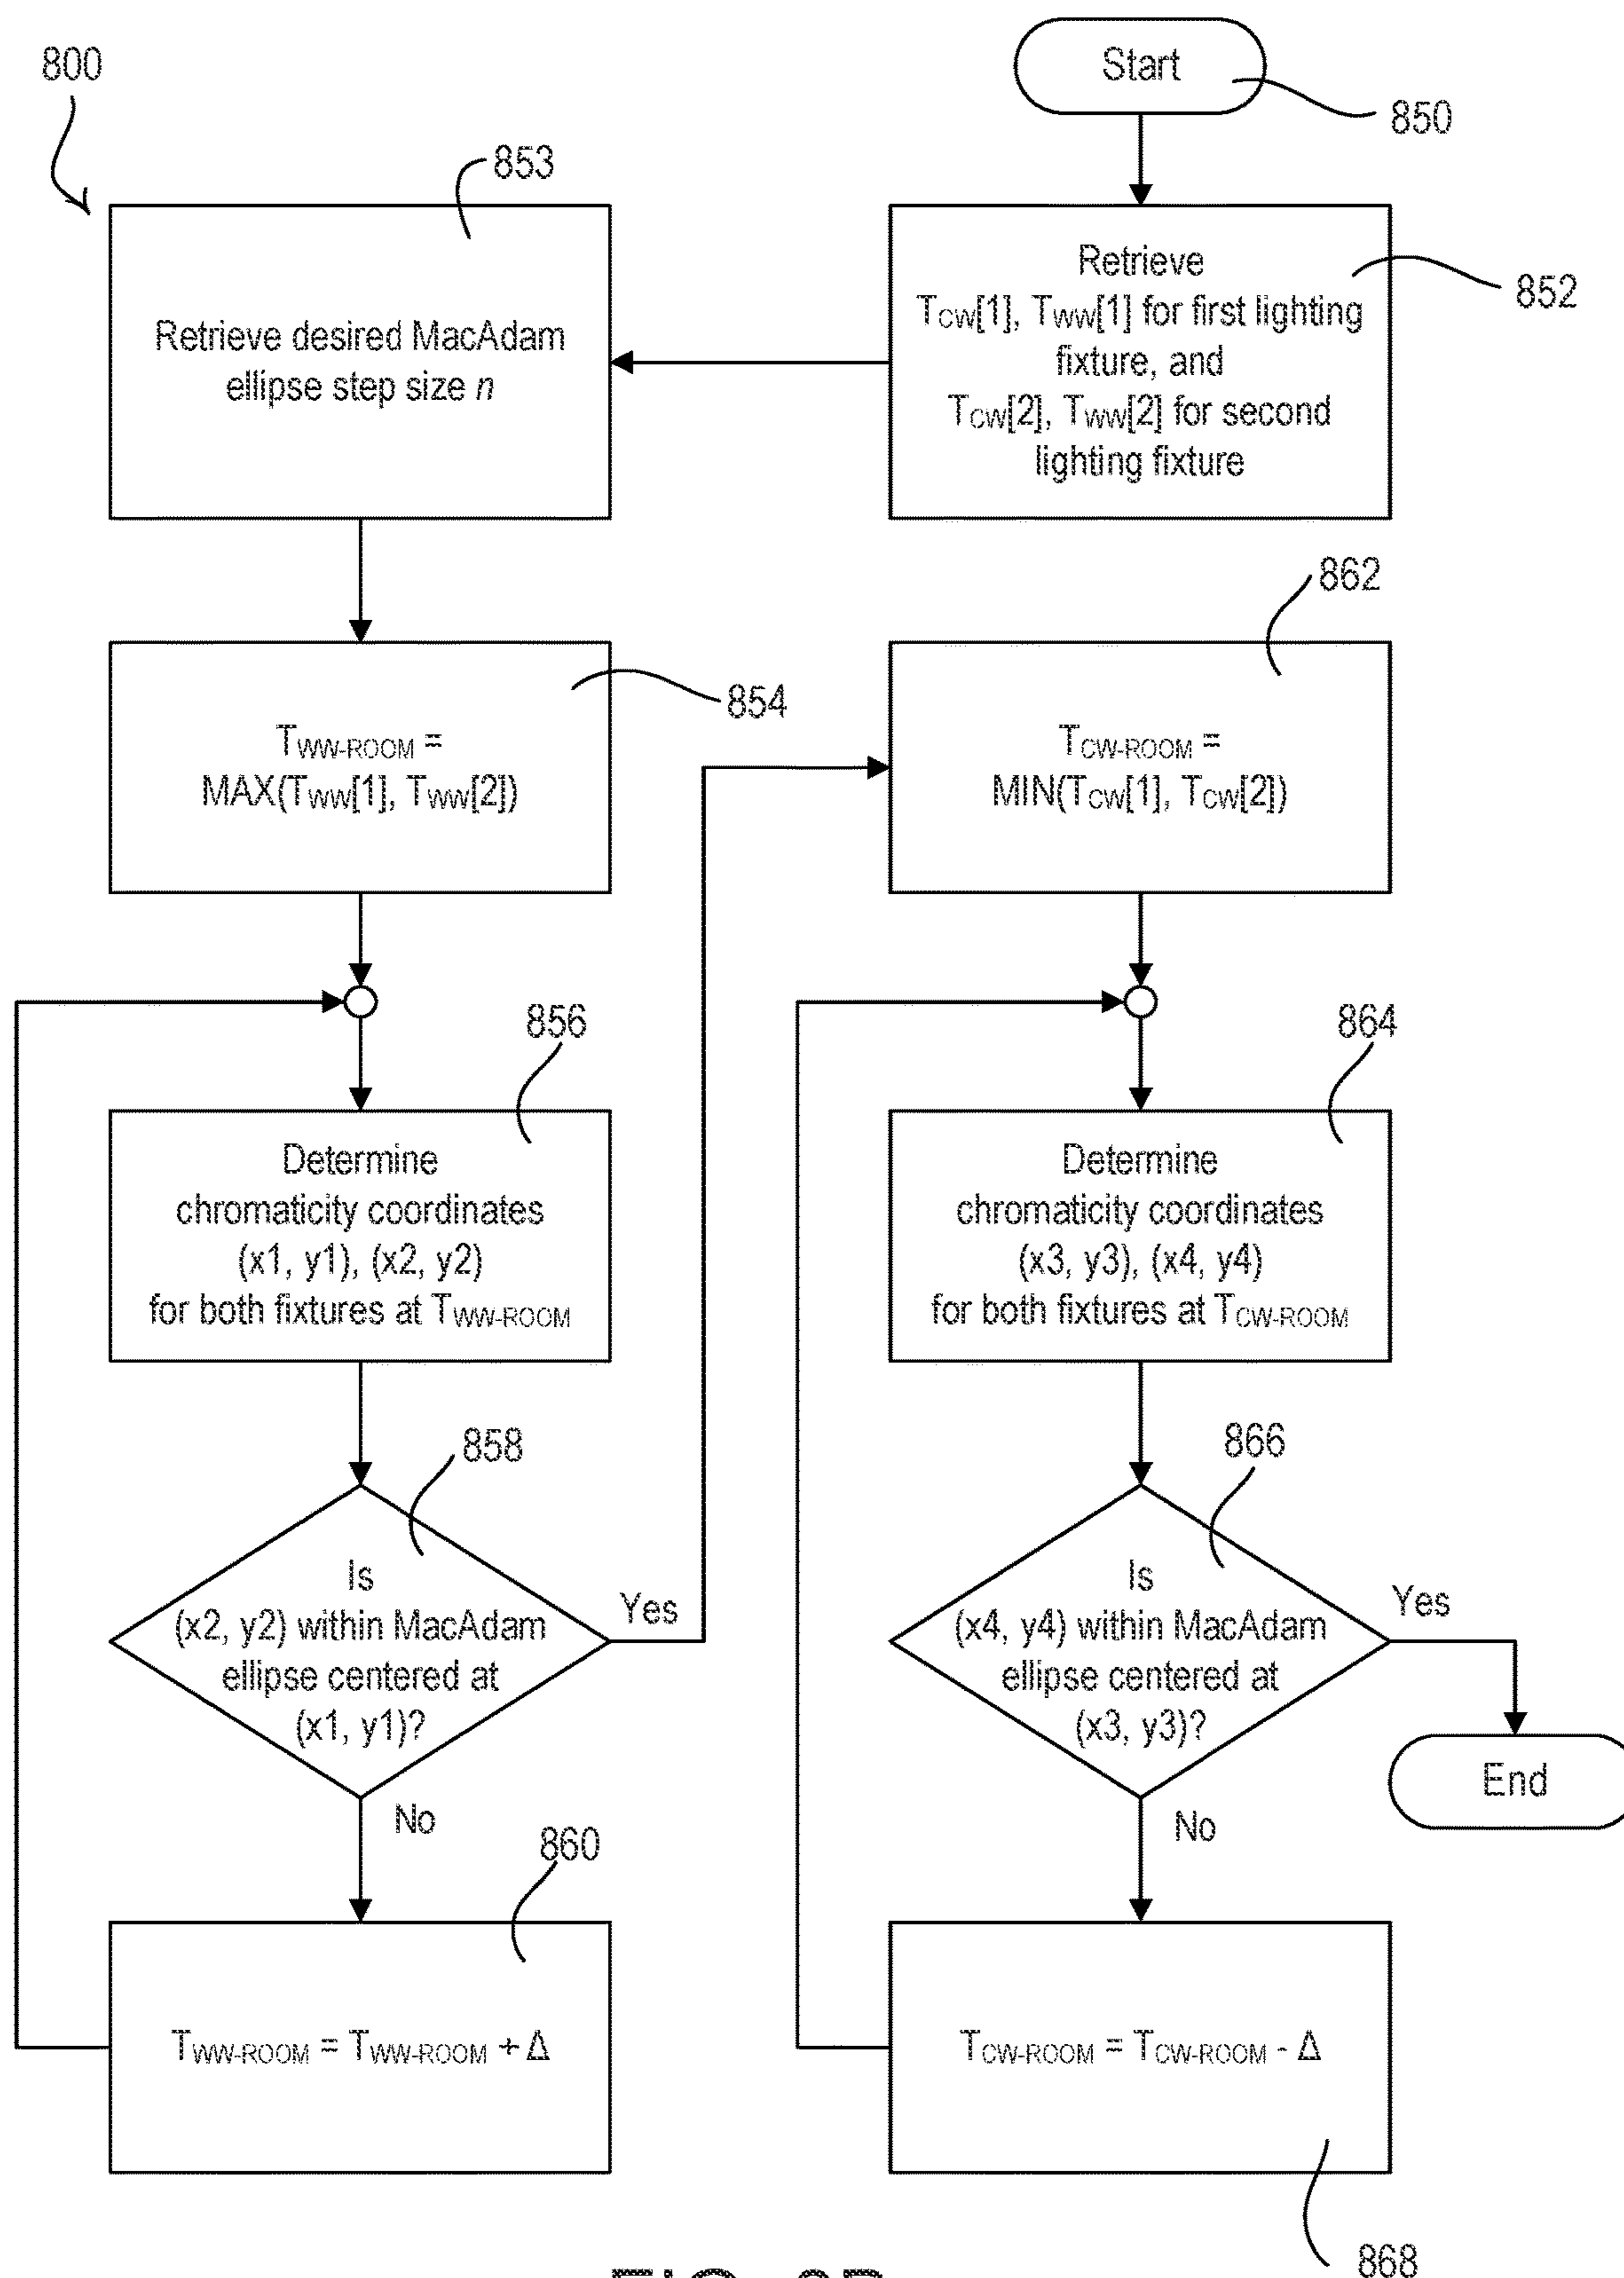 800
Start
850
852
Retrieve
TCW[1], TWW[1] for first lighting
fixture, and
TCW[2], TWW[2] for second
lighting fixture
853
Retrieve desired MacAdam
ellipse step size n
854
TWW-ROOM =
MAX(TWW[1], TWW[2])
856
Determine
chromaticity coordinates
(x1, y1), (x2, y2)
for both fixtures at TWW-ROOM
858
Is
(x2, y2) within MacAdam
ellipse centered at
(x1, y1)?
Yes
No
860
TWW-ROOM = TWW-ROOM + Δ
862
TCW-ROOM =
MIN(TCW[1], TCW[2])
864
Determine
chromaticity coordinates
(x3, y3), (x4, y4)
for both fixtures at TCW-ROOM
866
Is
(x4, y4) within MacAdam
ellipse centered at
(x3, y3)?
Yes
End
No
TCW-ROOM = TCW-ROOM - Δ
868